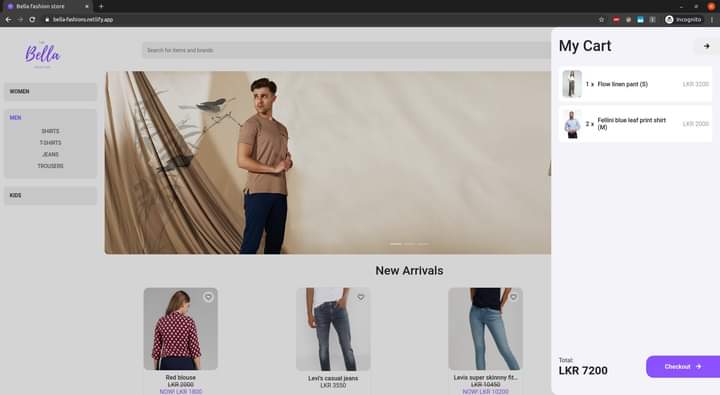 Bella fashion store
bella-fashions.netlify.app
Incognito
Bella
Search for items and brands
WOMEN
MEN
SHIRTS
T-SHIRTS
JEANS
TROUSERS
KIDS
New Arrivals
Red blouse
LKR 2000
NOW! LKR 1800
Levi's casual jeans
LKR 3550
Levis super skinny fit...
LKR 10450
NOW! LKR 10200
My Cart
1 x Flow linen pant (S) LKR 3200
2 x Fellini blue leaf print shirt
(M) LKR 2000
Total:
LKR 7200
Checkout